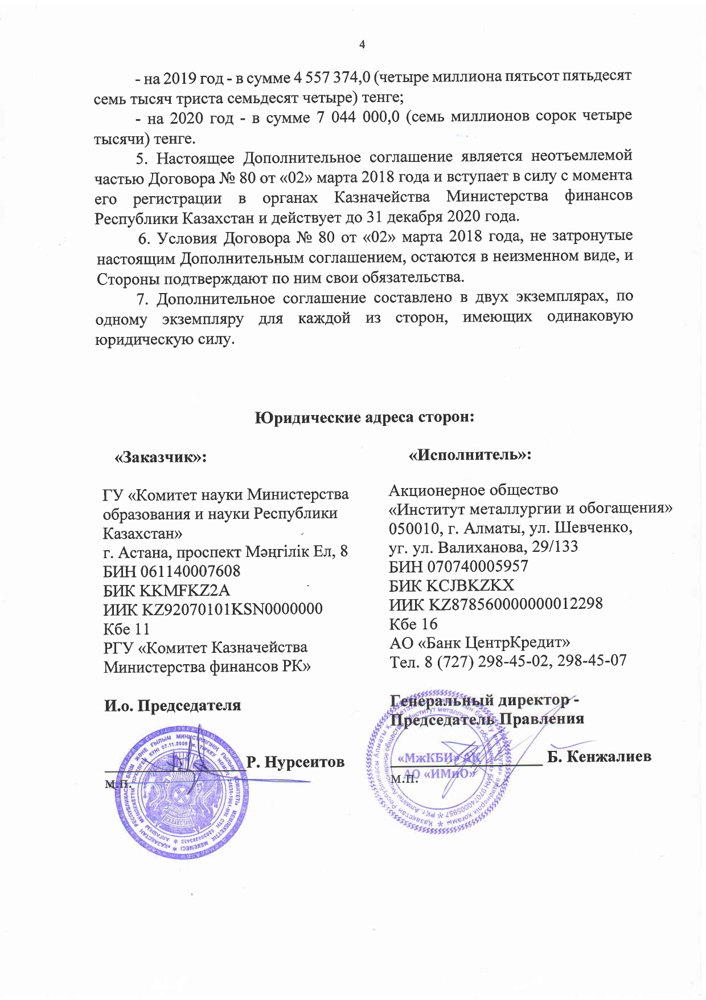 4
- на 2019 год - в сумме 4 557 374,0 (четыре миллиона пятьсот пятьдесят
семь тысяч триста семьдесят четыре) тенге;
- на 2020 год - в сумме 7 044 000,0 (семь миллионов сорок четыре
тысячи) тенге.
5. Настоящее Дополнительное соглашение является неотъемлемой
частью Договора № 80 от «02» марта 2018 года и вступает в силу с момента
его регистрации в органах Казначейства Министерства финансов
Республики Казахстан и действует до 31 декабря 2020 года.
6. Условия Договора № 80 от «02» марта 2018 года, не затронутые
настоящим Дополнительным соглашением, остаются в неизменном виде, и
Стороны подтверждают по ним свои обязательства.
7. Дополнительное соглашение составлено в двух экземплярах, по
одному экземпляру для каждой из сторон, имеющих одинаковую
юридическую силу.
Юридические адреса сторон:
«Заказчик»:
ГУ «Комитет науки Министерства
образования и науки Республики
Казахстан»
г. Астана, проспект Мәңгілік Ел, 8
БИН 061140007608
БИК KKMFKZ2A
ИИК KZ92070101KSN0000000
Кбе 11
РГУ «Комитет Казначейства
Министерства финансов РК»
И.о. Председателя
Р. Нурсеитов
м.п.
ҚАЗАҚСТАН
«Исполнитель»:
Акционерное общество
«Институт металлургии и обогащения»
050010, г. Алматы, ул. Шевченко,
уг. ул. Валиханова, 29/133
БИН 070740005957
БИК KCJBKZKX
ИИК KZ878560000000012298
Кбе 16
АО «Банк ЦентрКредит»
Тел. 8 (727) 298-45-02, 298-45-07
Генеральный директор -
Председатель Правления
Б. Кенжалиев
м.п.
«МжКБИ» АҚ
АО «ИМиО»